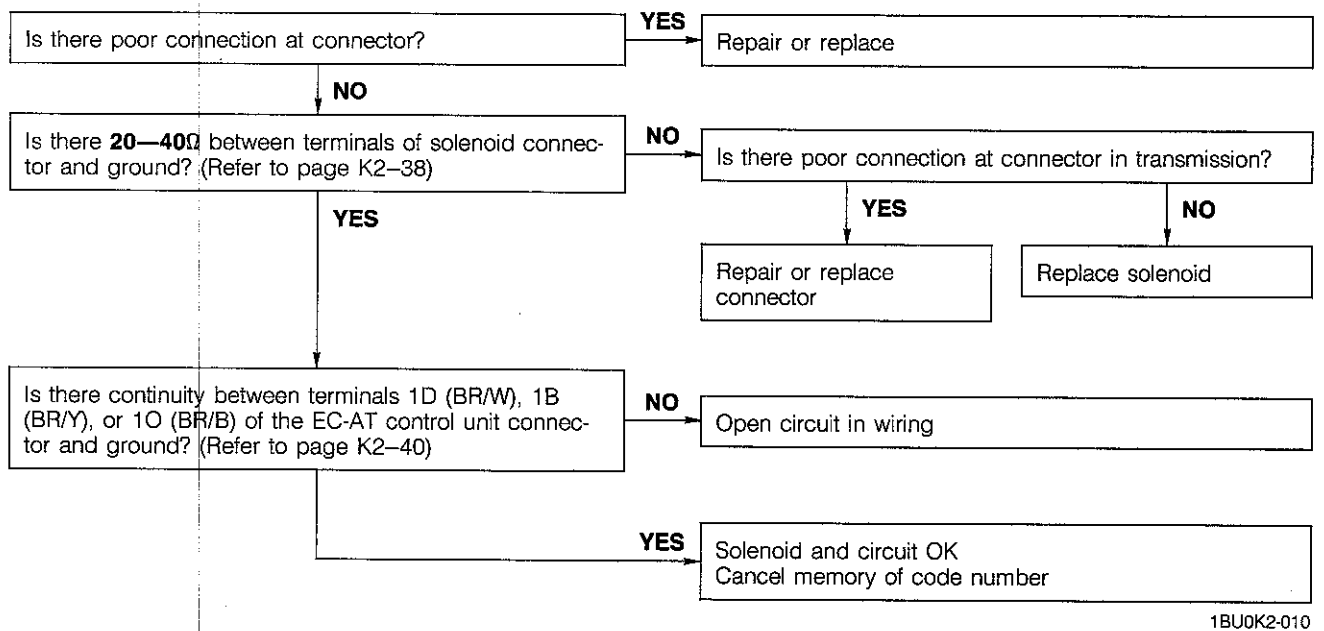 Is there poor connection at connector?
YES
Repair or replace
NO
Is there 20—40Ω between terminals of solenoid connec-
tor and ground? (Refer to page K2–38)
NO
Is there poor connection at connector in transmission?
YES
YES
NO
Repair or replace
connector
Replace solenoid
Is there continuity between terminals 1D (BR/W), 1B
(BR/Y), or 1O (BR/B) of the EC-AT control unit connec-
tor and ground? (Refer to page K2–40)
NO
Open circuit in wiring
YES
Solenoid and circuit OK
Cancel memory of code number
1BU0K2-010